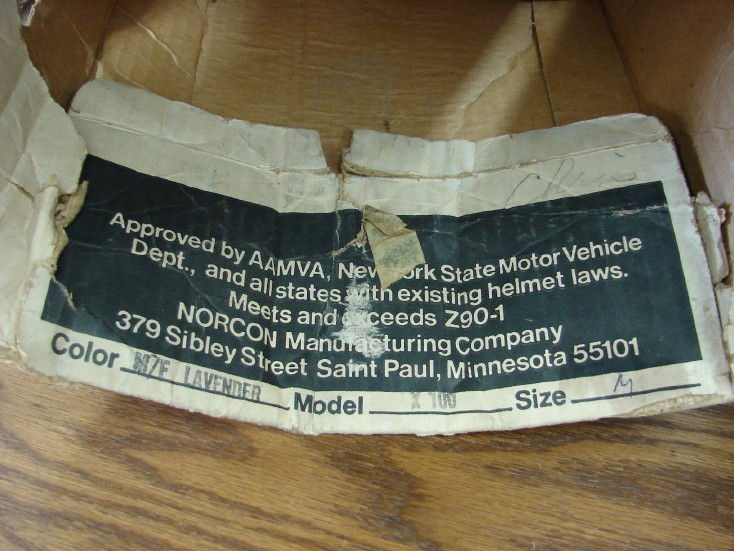 Chris
Approved by AAMVA, New York State Motor Vehicle
Dept., and all states with existing helmet laws.
Meets and exceeds Z90-1
NORCON Manufacturing Company
379 Sibley Street Saint Paul, Minnesota 55101
Color M/F LAVENDER Model X 100 Size M